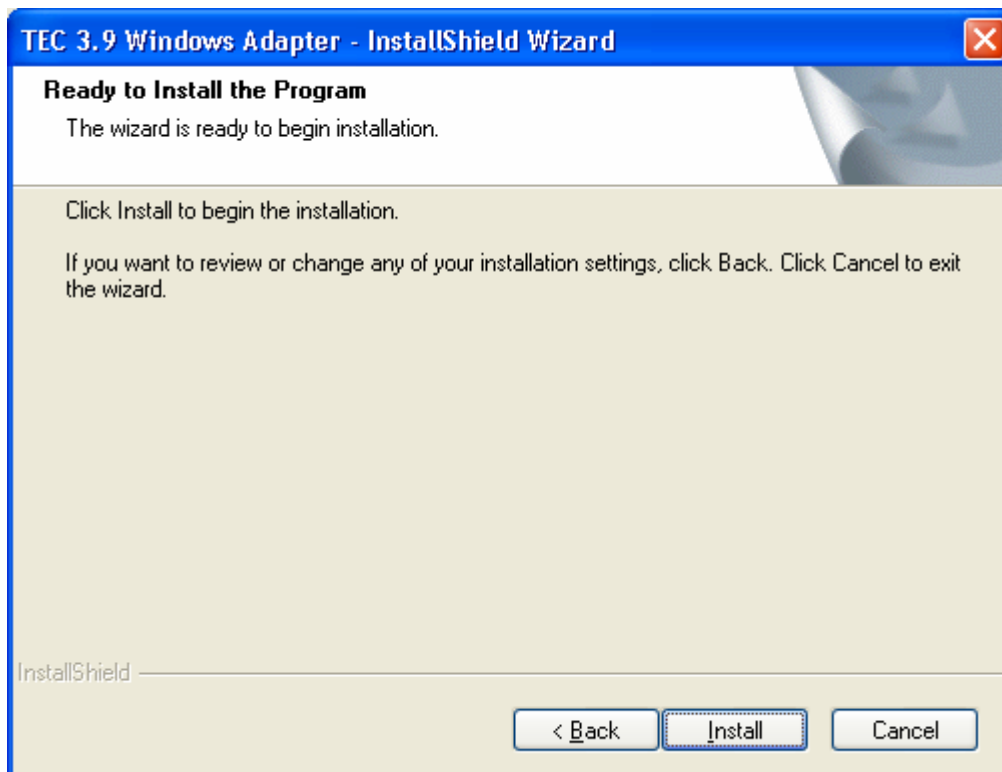 TEC 3.9 Windows Adapter - InstallShield Wizard
Ready to Install the Program
The wizard is ready to begin installation.
Click Install to begin the installation.
If you want to review or change any of your installation settings, click Back. Click Cancel to exit
the wizard.
InstallShield
< Back
Install
Cancel